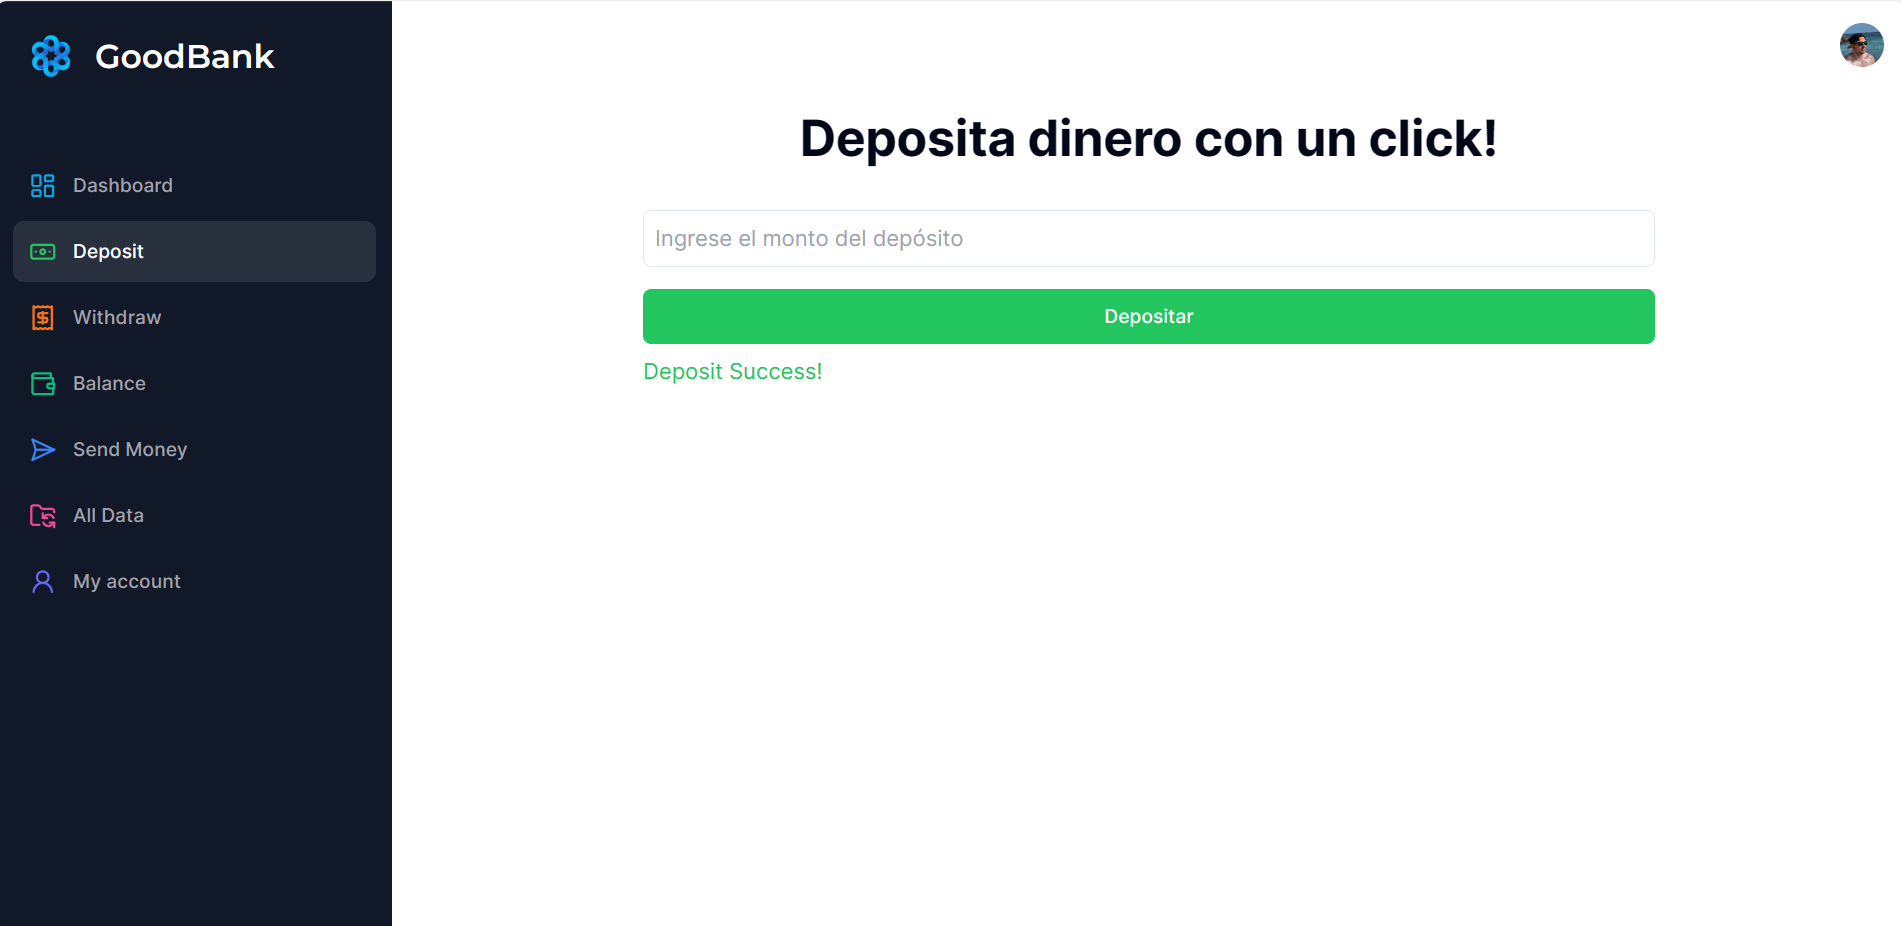 GoodBank
Dashboard
Deposit
Withdraw
Balance
Send Money
All Data
My account
Deposita dinero con un click!
Ingrese el monto del depósito
Depositar
Deposit Success!